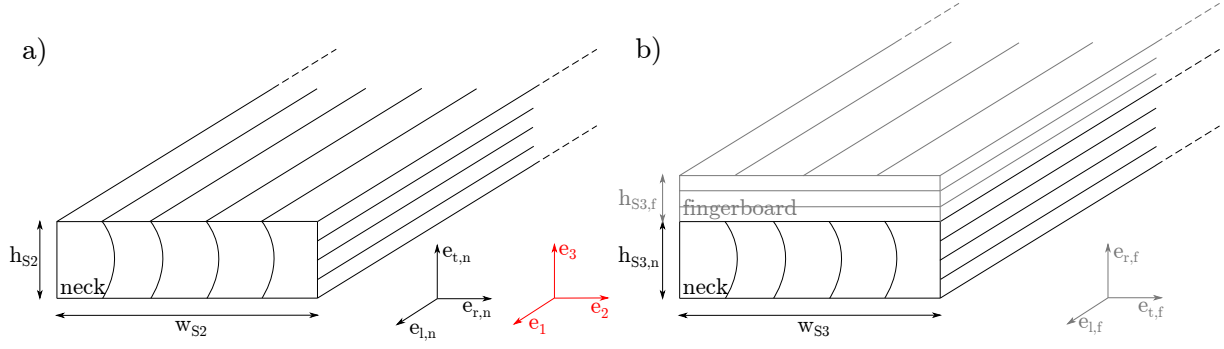 a)
h_S2
neck
w_S2
e_t,n
e_r,n
e_l,n
e_3
e_2
e_1
b)
h_S3,f
fingerboard
h_S3,n
neck
w_S3
e_r,f
e_t,f
e_l,f